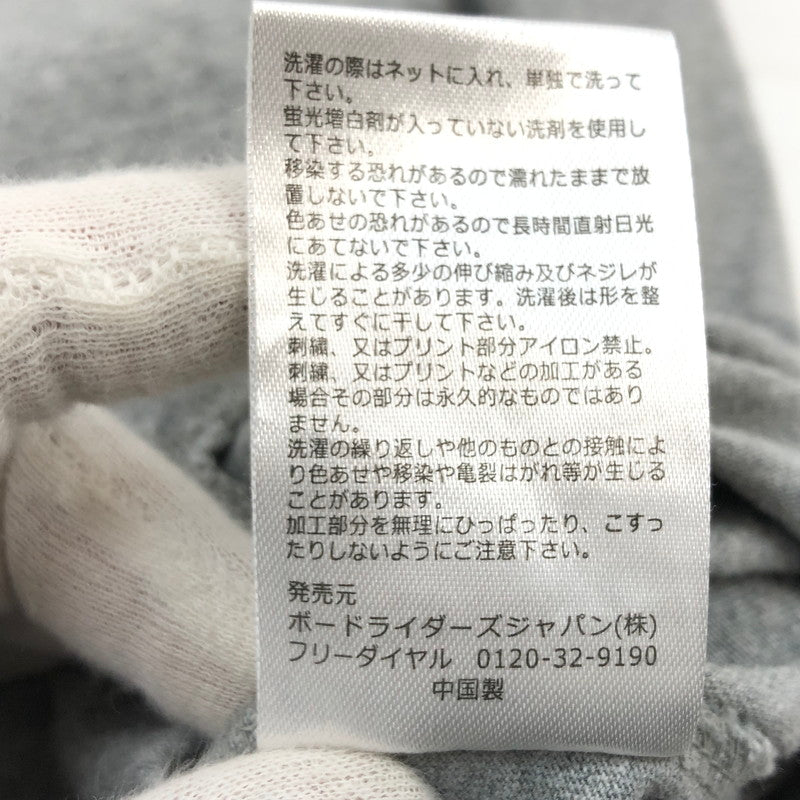 洗濯の際はネットに入れ、単独で洗って
下さい。
蛍光増白剤が入っていない洗剤を使用し
て下さい。
移染する恐れがあるので濡れたままで放
置しないで下さい。
色あせの恐れがあるので長時間直射日光
にあてないで下さい。
洗濯による多少の伸び縮み及びネジレが
生じることがあります。洗濯後は形を整
えてすぐに干して下さい。
刺繍、又はプリント部分アイロン禁止。
刺繍、又はプリントなどの加工がある
場合その部分は永久的なものではあり
ません。
洗濯の繰り返しや他のものとの接触によ
り色あせや移染や亀裂はがれ等が生じる
ことがあります。
加工部分を無理にひっぱったり、こすっ
たりしないようにご注意下さい。
発売元
ボードライダーズジャパン(株)
フリーダイヤル 0120-32-9190
中国製